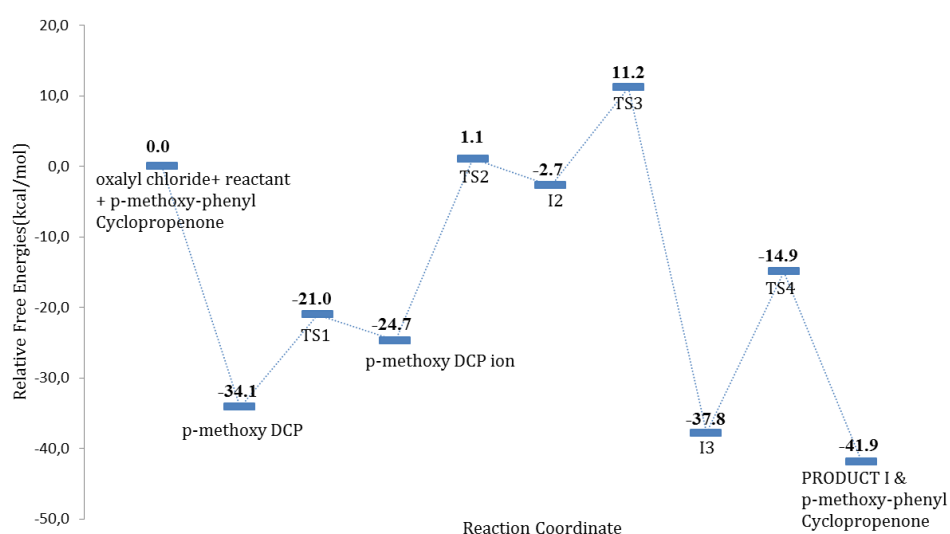 20,0
10,0
0,0
-10,0
-20,0
-30,0
-40,0
-50,0
Relative Free Energies(kcal/mol)
Reaction Coordinate
0.0
oxalyl chloride+ reactant
+ p-methoxy-phenyl
Cyclopropenone
-34.1
p-methoxy DCP
-21.0
TS1
-24.7
p-methoxy DCP ion
1.1
TS2
-2.7
I2
11.2
TS3
-37.8
I3
-14.9
TS4
-41.9
PRODUCT I &
p-methoxy-phenyl
Cyclopropenone